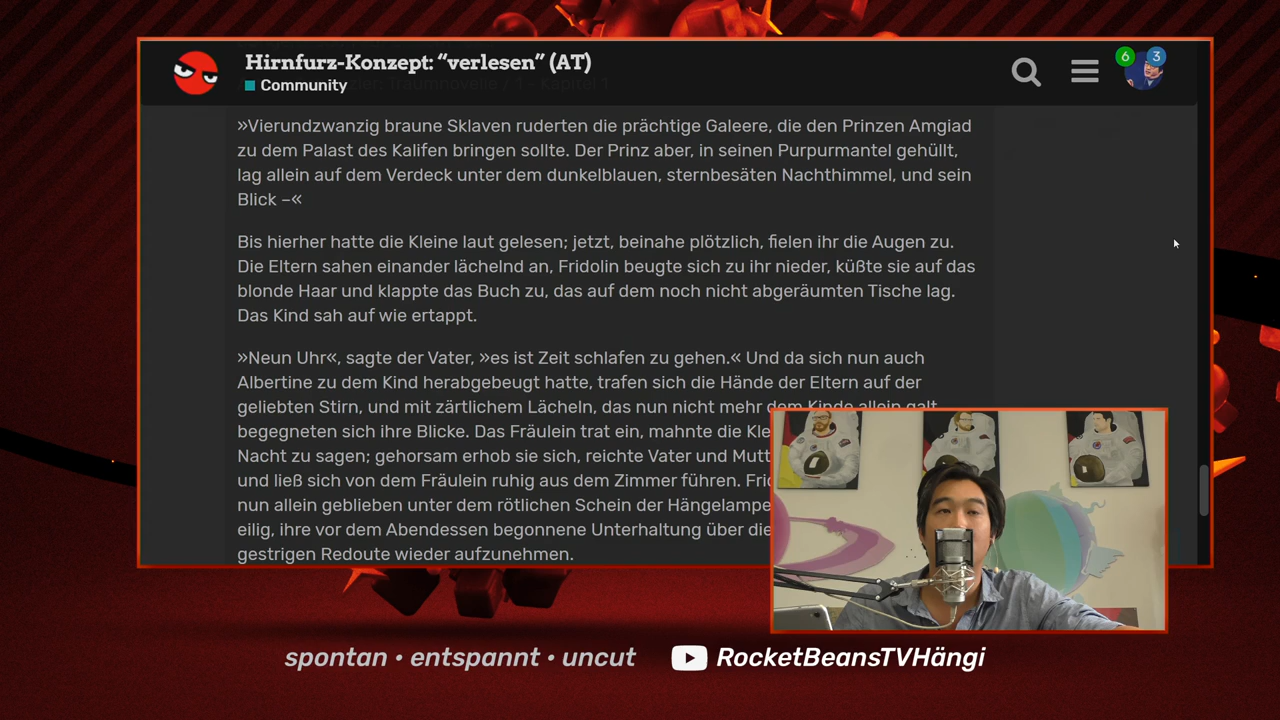 Hirnfurz-Konzept: “verlesen” (AT)
Community
6
3
»Vierundzwanzig braune Sklaven ruderten die prächtige Galeere, die den Prinzen Amgiad
zu dem Palast des Kalifen bringen sollte. Der Prinz aber, in seinen Purpurmantel gehüllt,
lag allein auf dem Verdeck unter dem dunkelblauen, sternbesäten Nachthimmel, und sein
Blick –«
Bis hierher hatte die Kleine laut gelesen; jetzt, beinahe plötzlich, fielen ihr die Augen zu.
Die Eltern sahen einander lächelnd an, Fridolin beugte sich zu ihr nieder, küßte sie auf das
blonde Haar und klappte das Buch zu, das auf dem noch nicht abgeräumten Tische lag.
Das Kind sah auf wie ertappt.
»Neun Uhr«, sagte der Vater, »es ist Zeit schlafen zu gehen.« Und da sich nun auch
Albertine zu dem Kind herabgebeugt hatte, trafen sich die Hände der Eltern auf der
geliebten Stirn, und mit zärtlichem Lächeln, das nun nicht mehr dem Kinde allein galt,
begegneten sich ihre Blicke. Das Fräulein trat ein, mahnte die Kle
Nacht zu sagen; gehorsam erhob sie sich, reichte Vater und Mutt
und ließ sich von dem Fräulein ruhig aus dem Zimmer führen. Fri
nun allein geblieben unter dem rötlichen Schein der Hängelampe
eilig, ihre vor dem Abendessen begonnene Unterhaltung über die
gestrigen Redoute wieder aufzunehmen.
spontan • entspannt • uncut
RocketBeansTVHängi